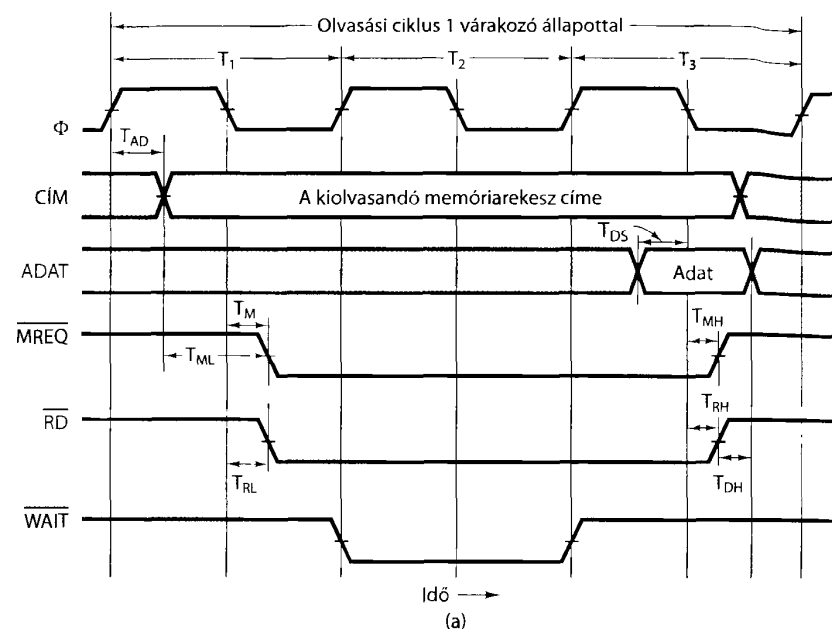 Olvasási ciklus 1 várakozó állapottal
T1
T2
T3
Φ
TAD
CÍM
A kiolvasandó memóriarekesz címe
TDS
ADAT
Adat
TM
TMH
MREQ
TML
TRH
RD
TRL
TDH
WAIT
Idő
(a)